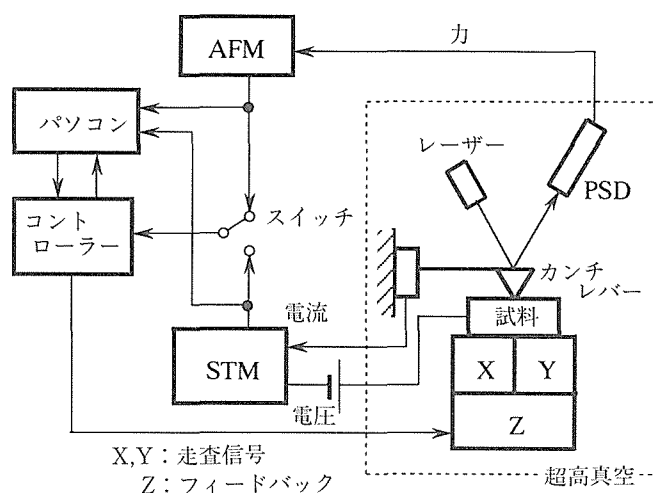 AFM
力
パソコン
レーザー
PSD
コント
ローラー
スイッチ
カンチ
レバー
試料
電流
STM
電圧
X
Y
Z
X,Y：走査信号
Z：フィードバック
超高真空